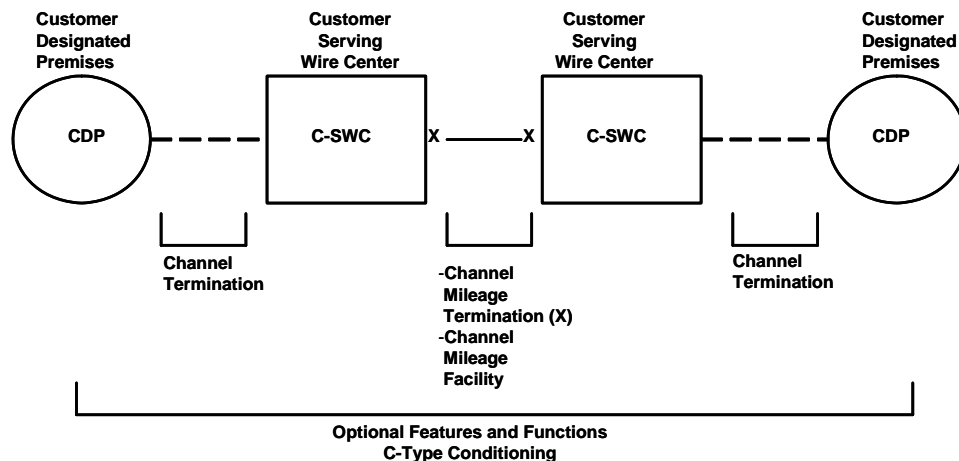 Customer
Designated
Premises
Customer
Serving
Wire Center
Customer
Serving
Wire Center
Customer
Designated
Premises
CDP
C-SWC
X
X
C-SWC
CDP
Channel
Termination
-Channel
Mileage
Termination (X)
-Channel
Mileage
Facility
Channel
Termination
Optional Features and Functions
C-Type Conditioning